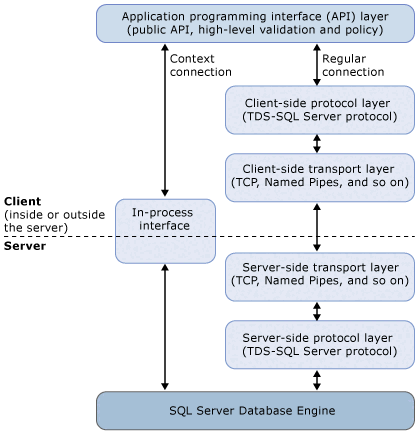 Application programming interface (API) layer
(public API, high-level validation and policy)
Context
connection
Regular
connection
Client-side protocol layer
(TDS-SQL Server protocol)
Client-side transport layer
(TCP, Named Pipes, and so on)
Client
(inside or outside
the server)
In-process
interface
Server
Server-side transport layer
(TCP, Named Pipes, and so on)
Server-side protocol layer
(TDS-SQL Server protocol)
SQL Server Database Engine